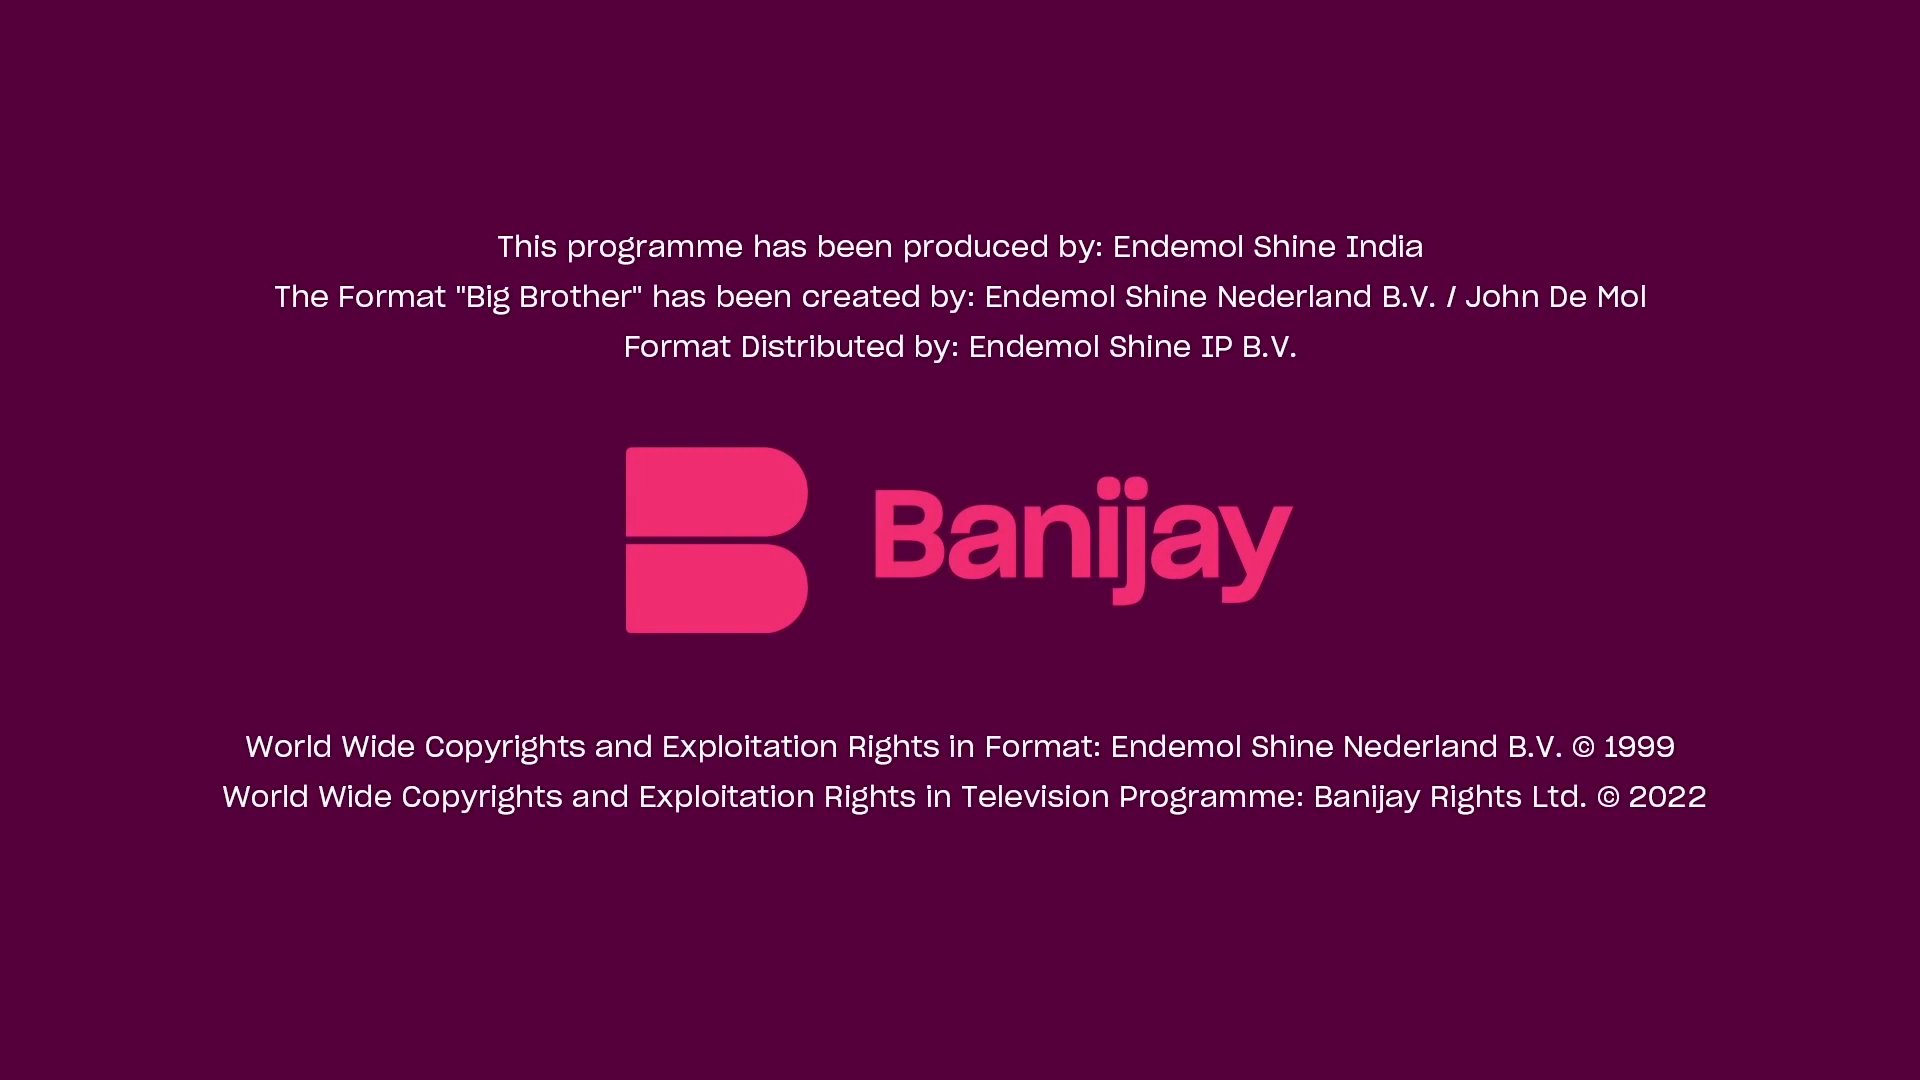 This programme has been produced by: Endemol Shine India
The Format "Big Brother" has been created by: Endemol Shine Nederland B.V. / John De Mol
Format Distributed by: Endemol Shine IP B.V.
Banijay
World Wide Copyrights and Exploitation Rights in Format: Endemol Shine Nederland B.V. © 1999
World Wide Copyrights and Exploitation Rights in Television Programme: Banijay Rights Ltd. © 2022